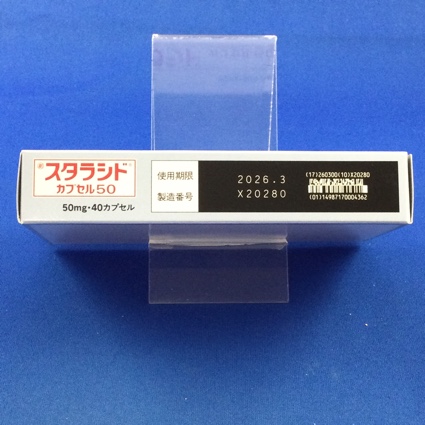 スタラシド
カプセル50
50mg・40カプセル
使用期限 2026.3
製造番号 X20280
(17)260300(10)X20280
(01)14987170004362